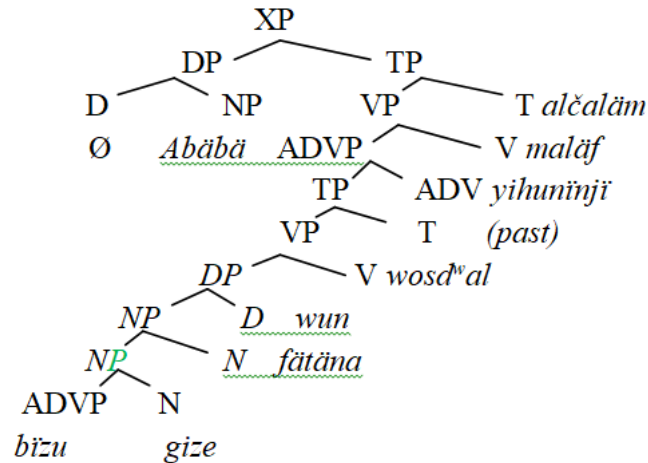 XP
DP TP
D NP VP T alčaläm
Ø Abäbä ADVP V maläf
TP ADV yihunïnjï
VP T (past)
DP V wosdʷal
NP D wun
NP N fätäna
ADVP N
bïzu gize